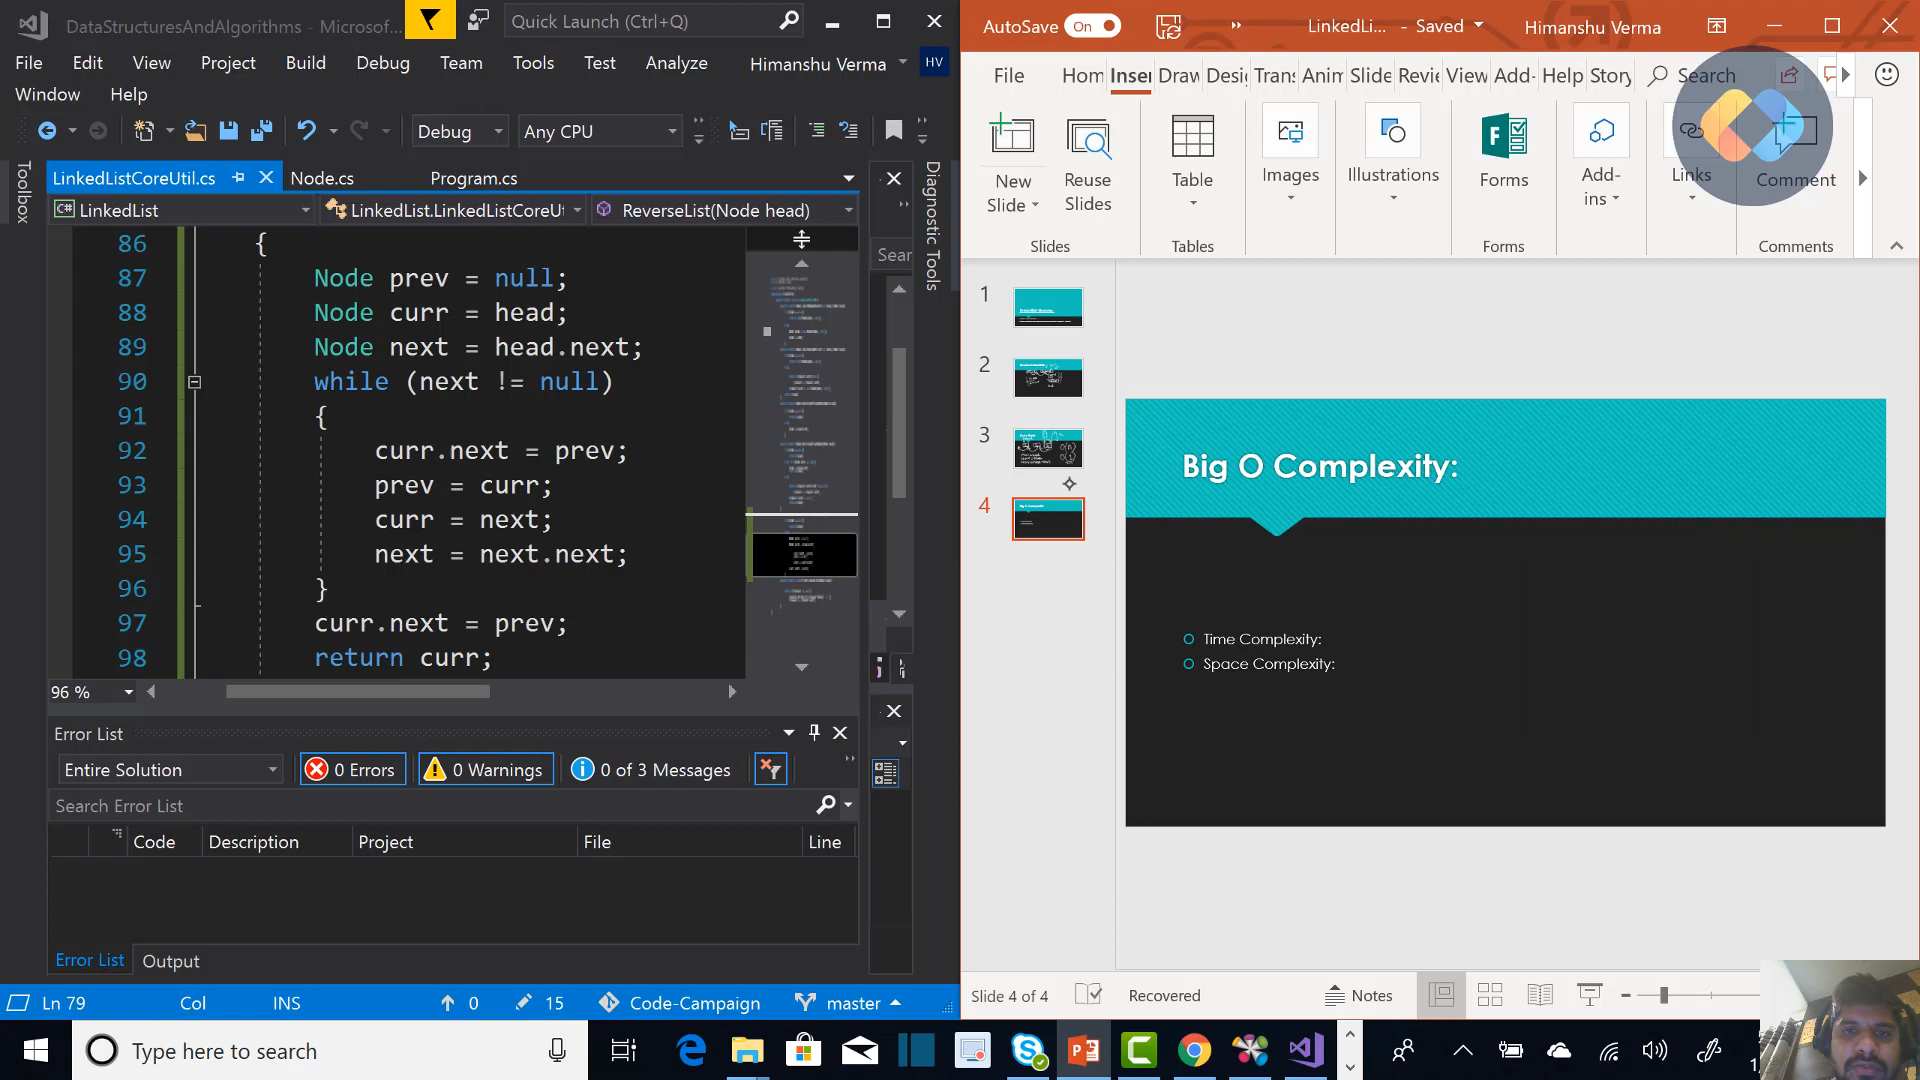 DataStructuresAndAlgorithms - Microsoft...
Quick Launch (Ctrl+Q)
File Edit View Project Build Debug Team Tools Test Analyze Himanshu Verma HV
Window Help
Debug Any CPU
Toolbox
LinkedListCoreUtil.cs Node.cs Program.cs
LinkedList LinkedList.LinkedListCoreUt ReverseList(Node head)
86 {
87 Node prev = null;
88 Node curr = head;
89 Node next = head.next;
90 while (next != null)
91 {
92 curr.next = prev;
93 prev = curr;
94 curr = next;
95 next = next.next;
96 }
97 curr.next = prev;
98 return curr;
96 %
Diagnostic Tools
Sear
Error List
Entire Solution 0 Errors 0 Warnings 0 of 3 Messages
Search Error List
Code Description Project File Line
Error List Output
Ln 79 Col INS 0 15 Code-Campaign master
AutoSave On LinkedLi... - Saved Himanshu Verma
File Hom Inser Draw Desi Trans Anim Slide Revie View Add- Help Story Search
New Slide
Reuse Slides
Table
Images
Illustrations
Forms
Add-ins
Links
Comment
Slides Tables Forms Comments
1
2
3
4
Big O Complexity:
Time Complexity:
Space Complexity:
Slide 4 of 4 Recovered Notes
Type here to search